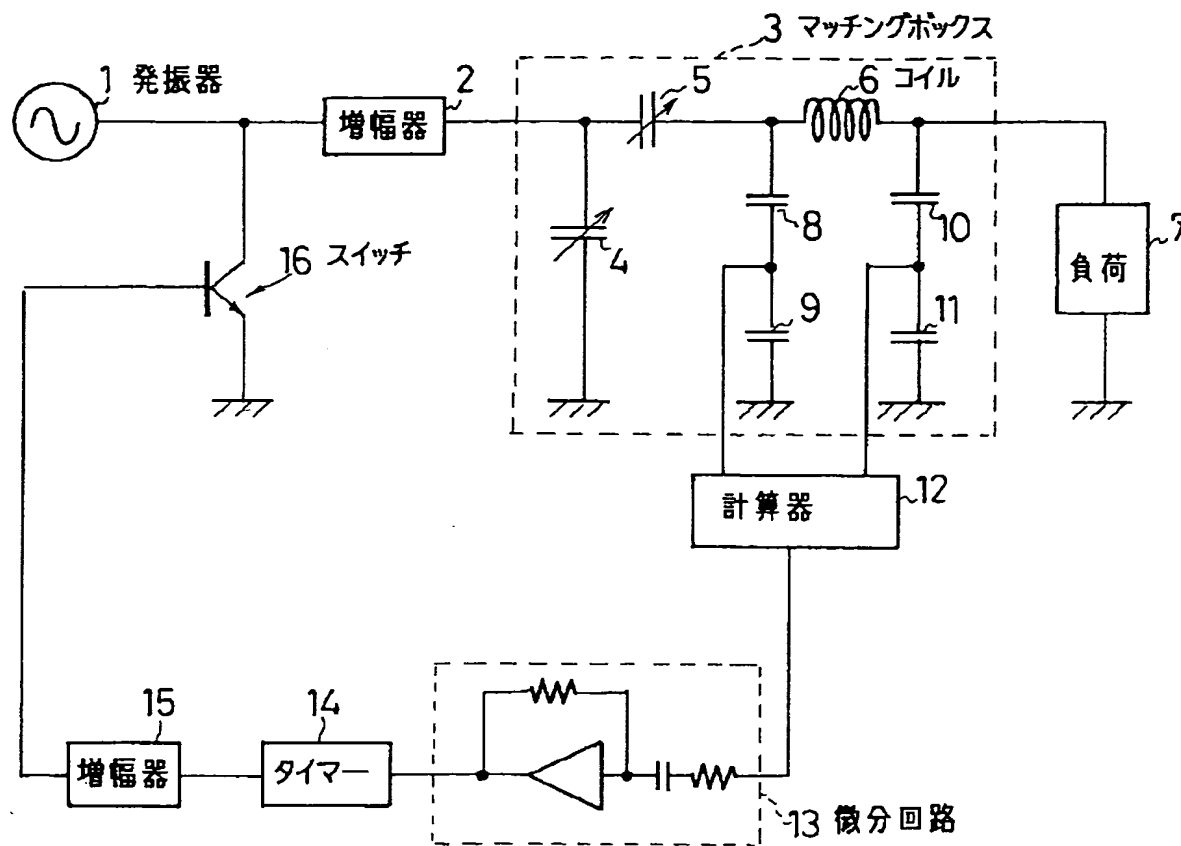 3 マッチングボックス
1 発振器
2
増幅器
5
6 コイル
4
8
10
7
負荷
16 スイッチ
9
11
計算器
12
15
増幅器
14
タイマー
13 微分回路